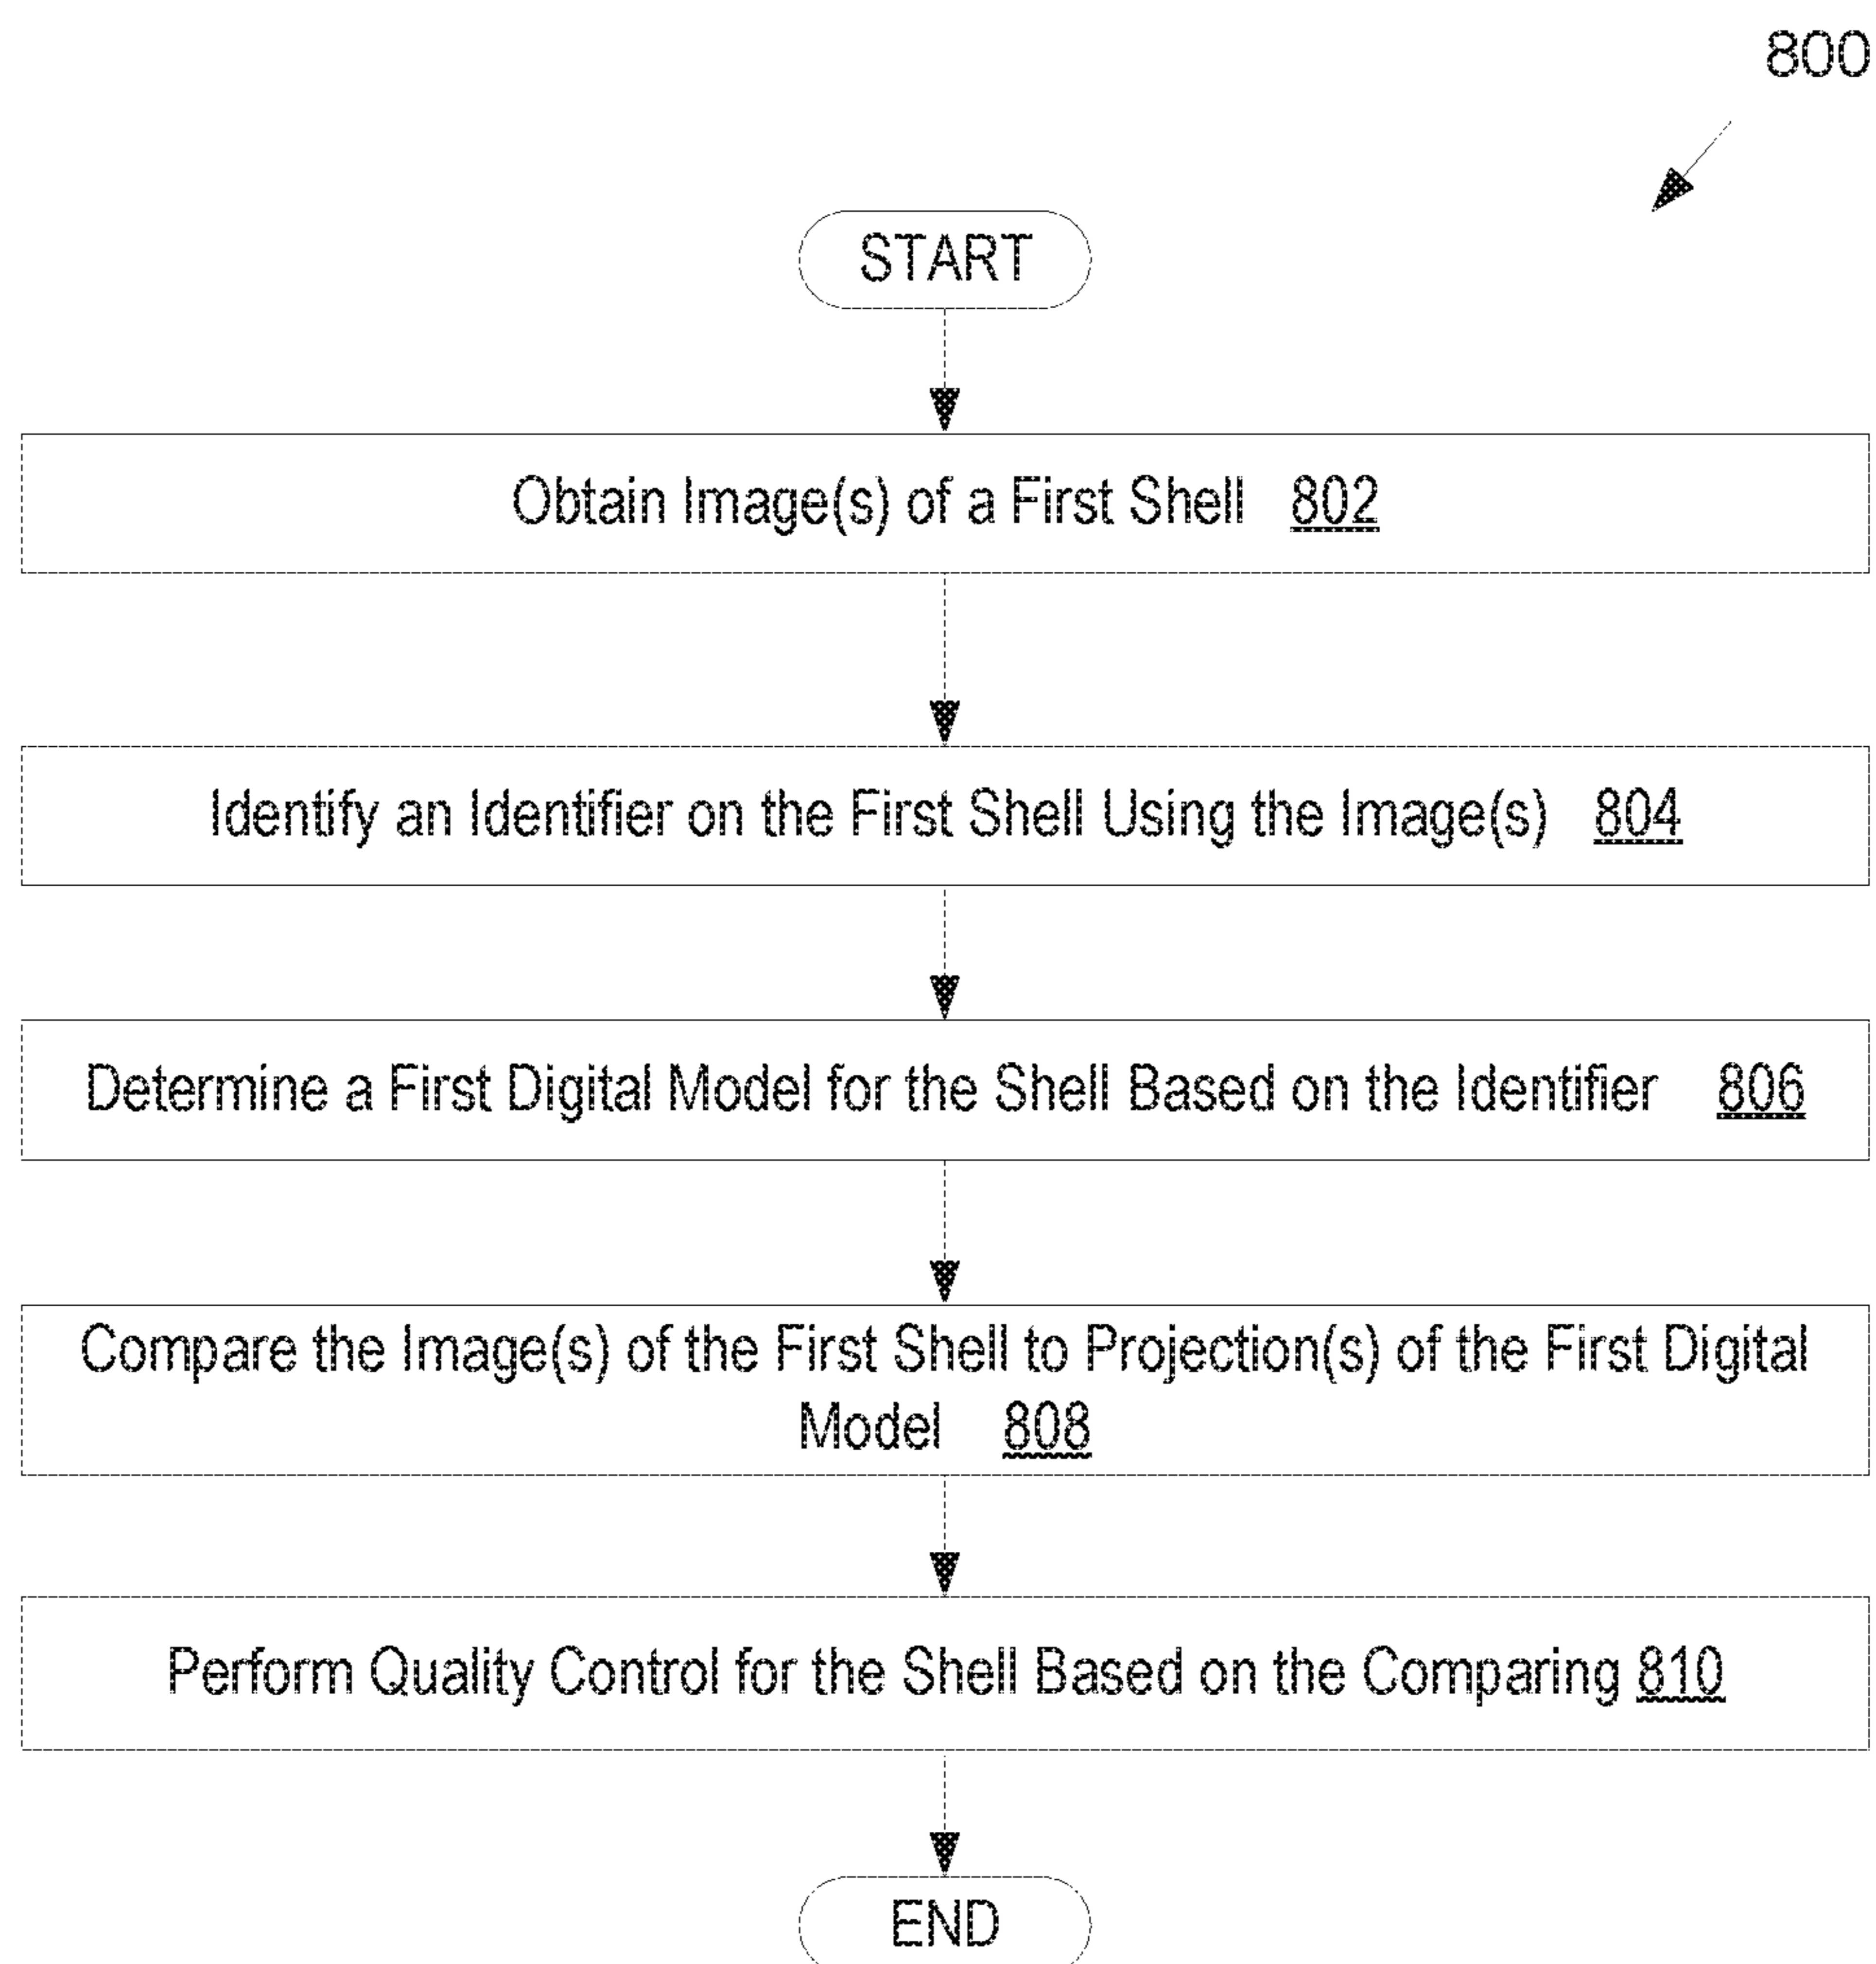 800
START
Obtain Image(s) of a First Shell 802
Identify an Identifier on the First Shell Using the Image(s) 804
Determine a First Digital Model for the Shell Based on the Identifier 806
Compare the Image(s) of the First Shell to Projection(s) of the First Digital
Model 808
Perform Quality Control for the Shell Based on the Comparing 810
END